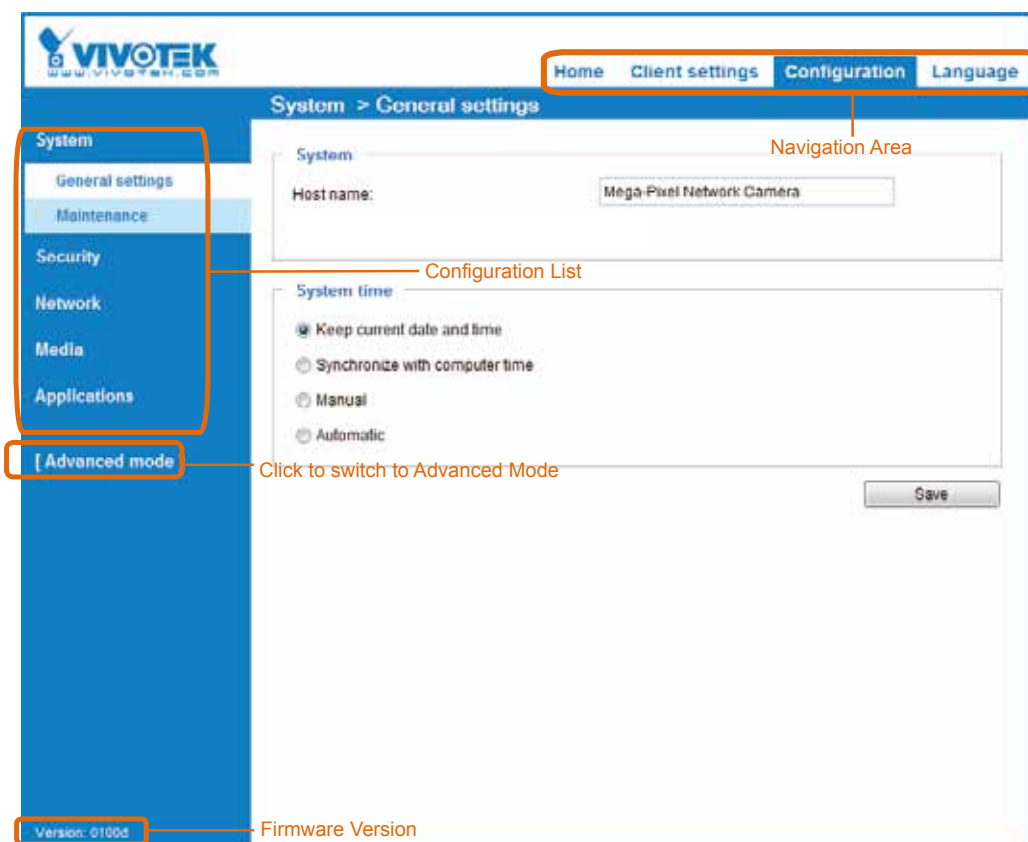 VIVOTEK
www.vivotek.com
Home Client settings Configuration Language
System > General settings
Navigation Area
System
General settings
Maintenance
Security
Network
Media
Applications
[ Advanced mode
Version: 0100d
System
Host name: Mega-Pixel Network Camera
Configuration List
System time
Keep current date and time
Synchronize with computer time
Manual
Automatic
Click to switch to Advanced Mode
Save
Firmware Version